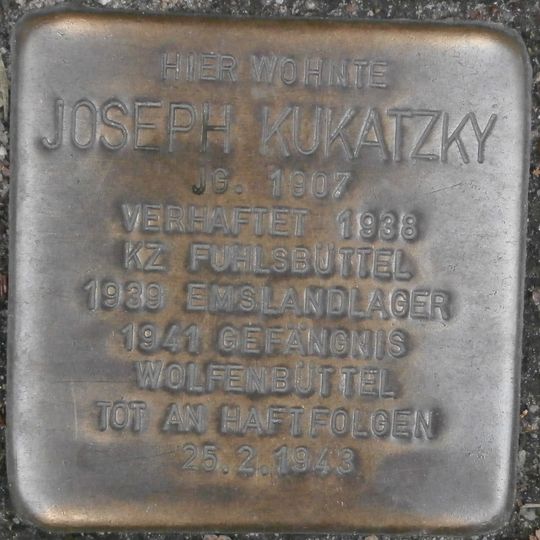 HIER WOHNTE
JOSEPH KUKATZKY
JG. 1907
VERHAFTET 1938
KZ FUHLSBÜTTEL
1939 EMSLANDLAGER
1941 GEFÄNGNIS
WOLFENBÜTTEL
TOT AN HAFTFOLGEN
25.2.1943